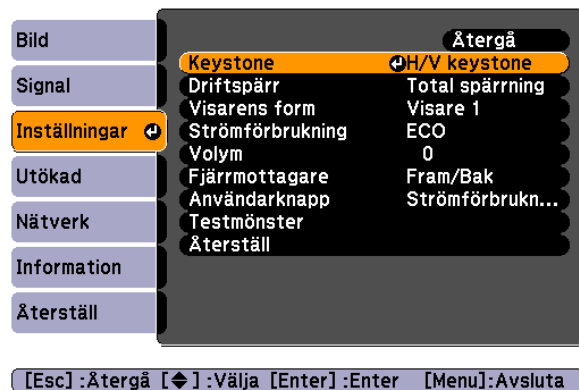 Bild
Signal
Inställningar
Utökad
Nätverk
Information
Återställ
Återgå
Keystone H/V keystone
Driftspärr Total spärrning
Visarens form Visare 1
Strömförbrukning ECO
Volym 0
Fjärrmottagare Fram/Bak
Användarknapp Strömförbrukn...
Testmönster
Återställ
[Esc] :Återgå [◆] :Välja [Enter] :Enter [Menu]:Avsluta